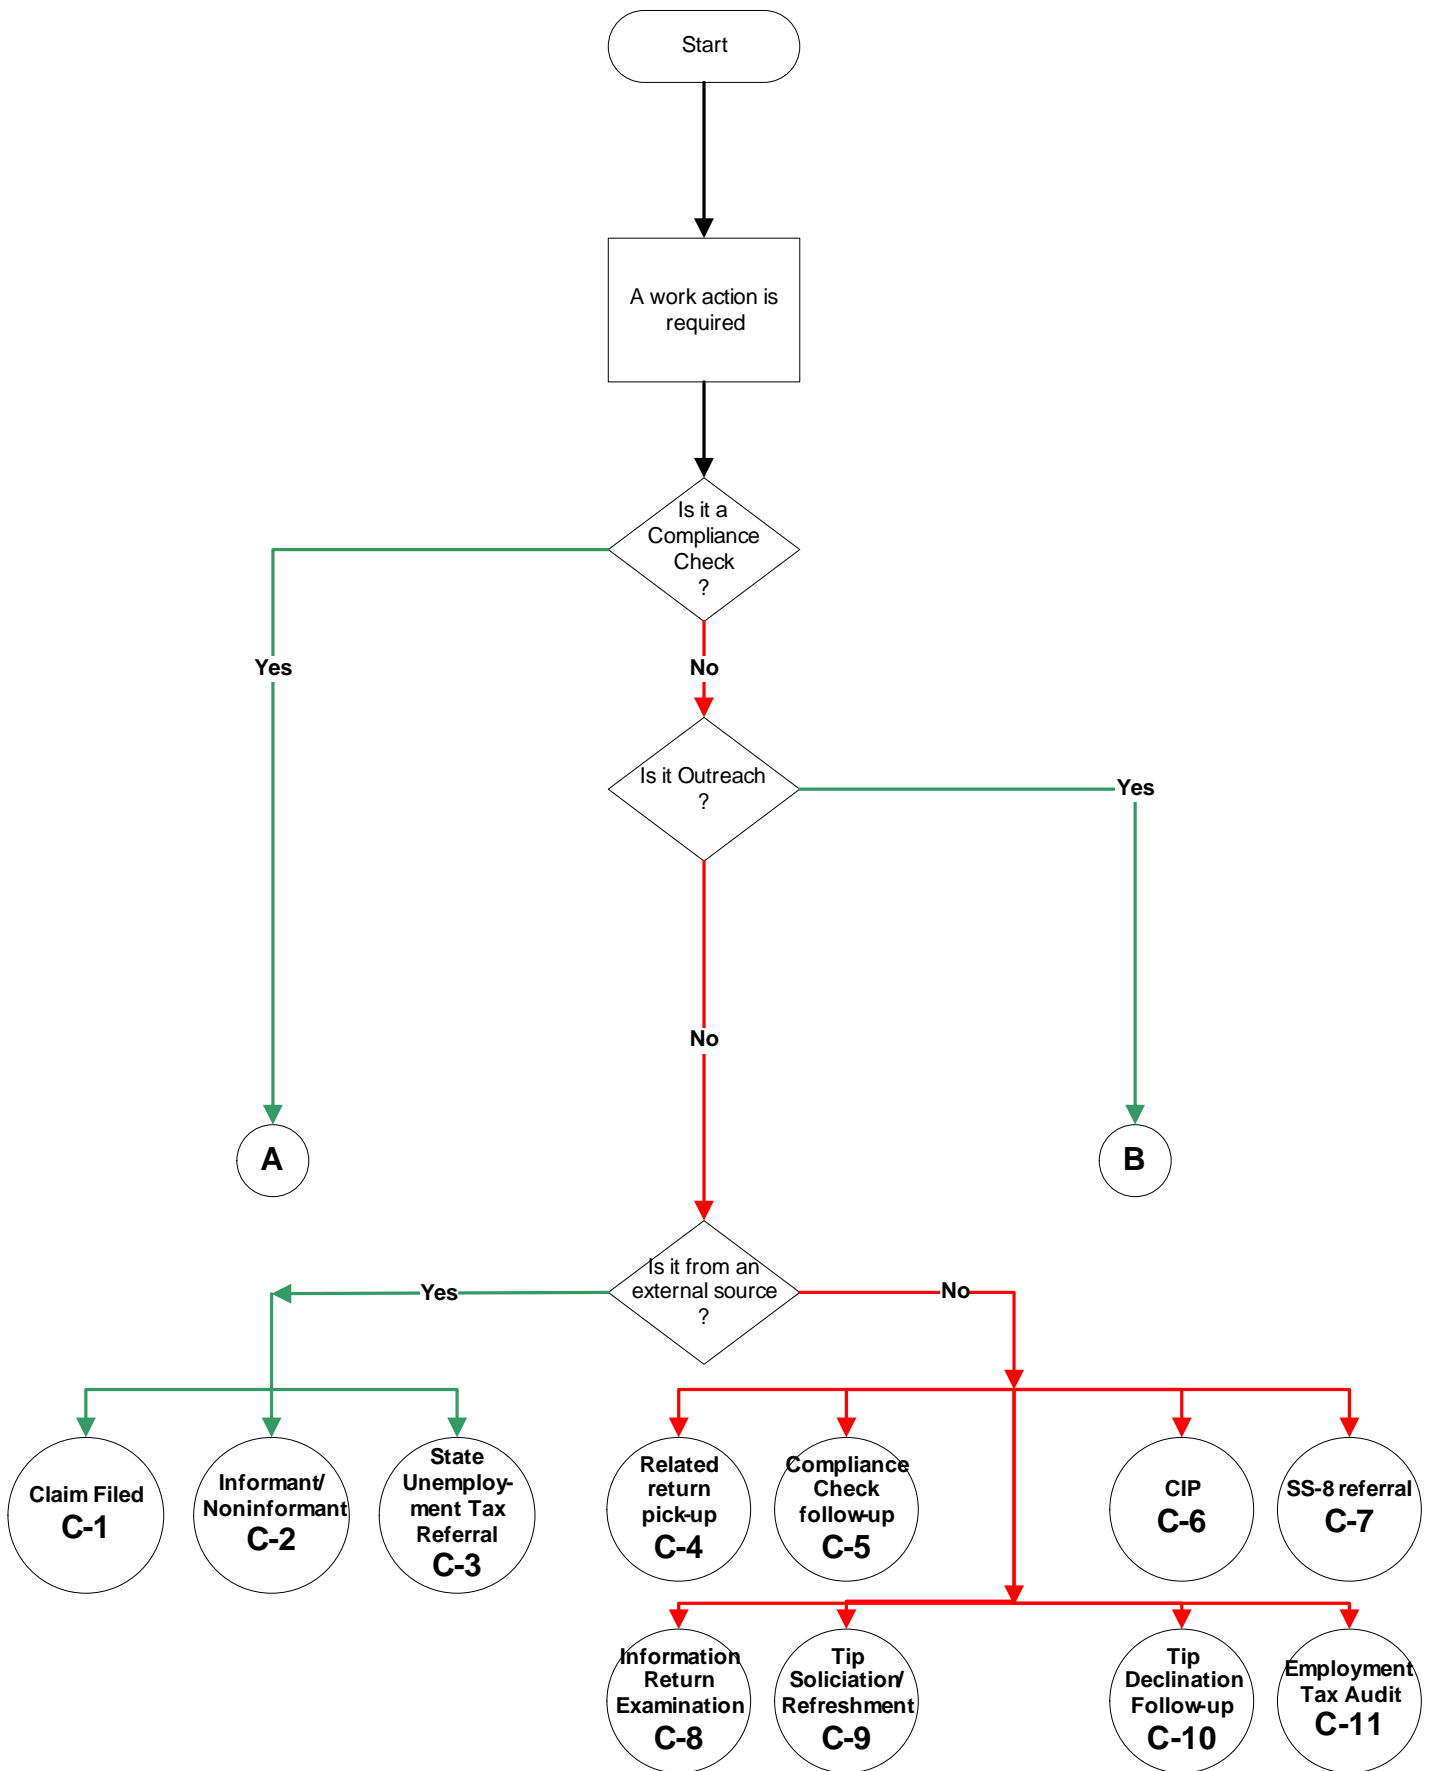 Start
A work action is
required
Is it a
Compliance
Check
?
Yes
No
Is it Outreach
?
Yes
No
A
B
Is it from an
external source
?
Yes
No
Claim Filed
C-1
Informant/
Noninformant
C-2
State
Unemploy-
ment Tax
Referral
C-3
Related
return
pick-up
C-4
Compliance
Check
follow-up
C-5
CIP
C-6
SS-8 referral
C-7
Information
Return
Examination
C-8
Tip
Soliciation/
Refreshment
C-9
Tip
Declination
Follow-up
C-10
Employment
Tax Audit
C-11